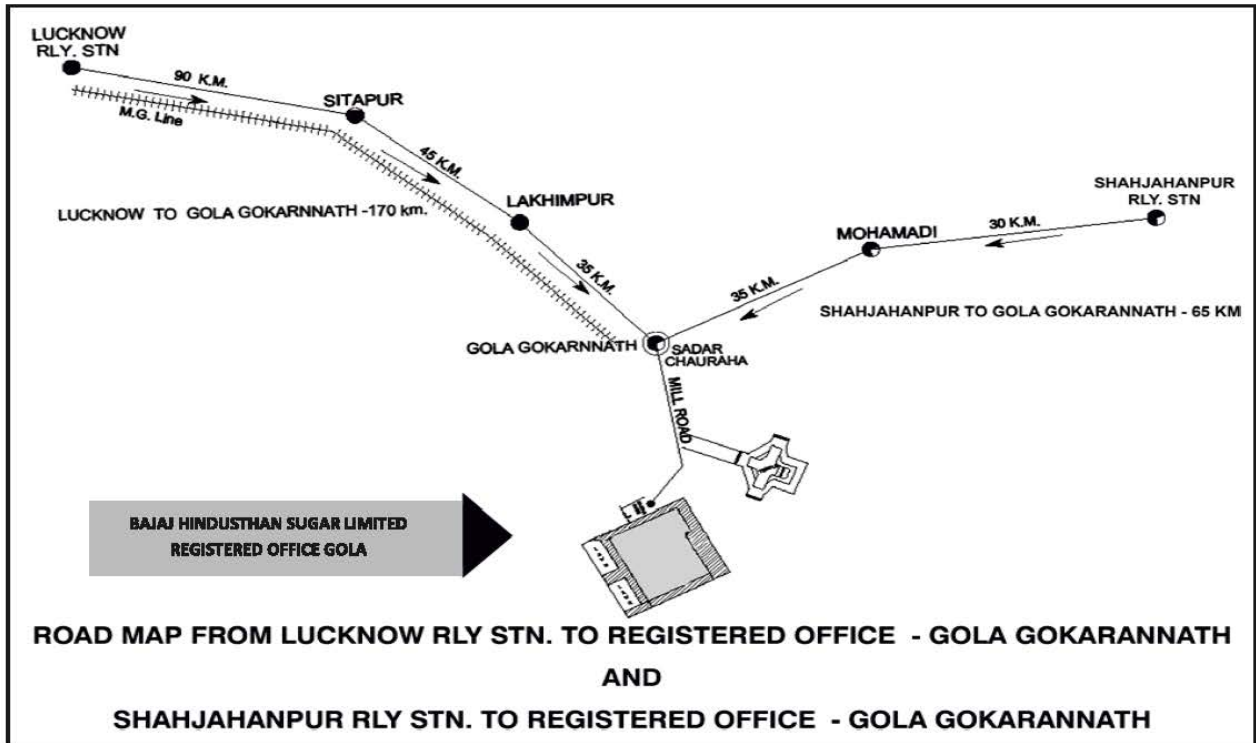 LUCKNOW
RLY. STN
90 K.M.
M.G. Line
SITAPUR
45 K.M.
LUCKNOW TO GOLA GOKARNNATH -170 km.
LAKHIMPUR
35 K.M.
SHAHJAHANPUR
RLY. STN
30 K.M.
MOHAMADI
35 K.M.
SHAHJAHANPUR TO GOLA GOKARANNATH - 65 KM
GOLA GOKARNNATH
SADAR
CHAURAHA
MILL ROAD
BAJAJ HINDUSTHAN SUGAR LIMITED
REGISTERED OFFICE GOLA
ROAD MAP FROM LUCKNOW RLY STN. TO REGISTERED OFFICE - GOLA GOKARANNATH
AND
SHAHJAHANPUR RLY STN. TO REGISTERED OFFICE - GOLA GOKARANNATH